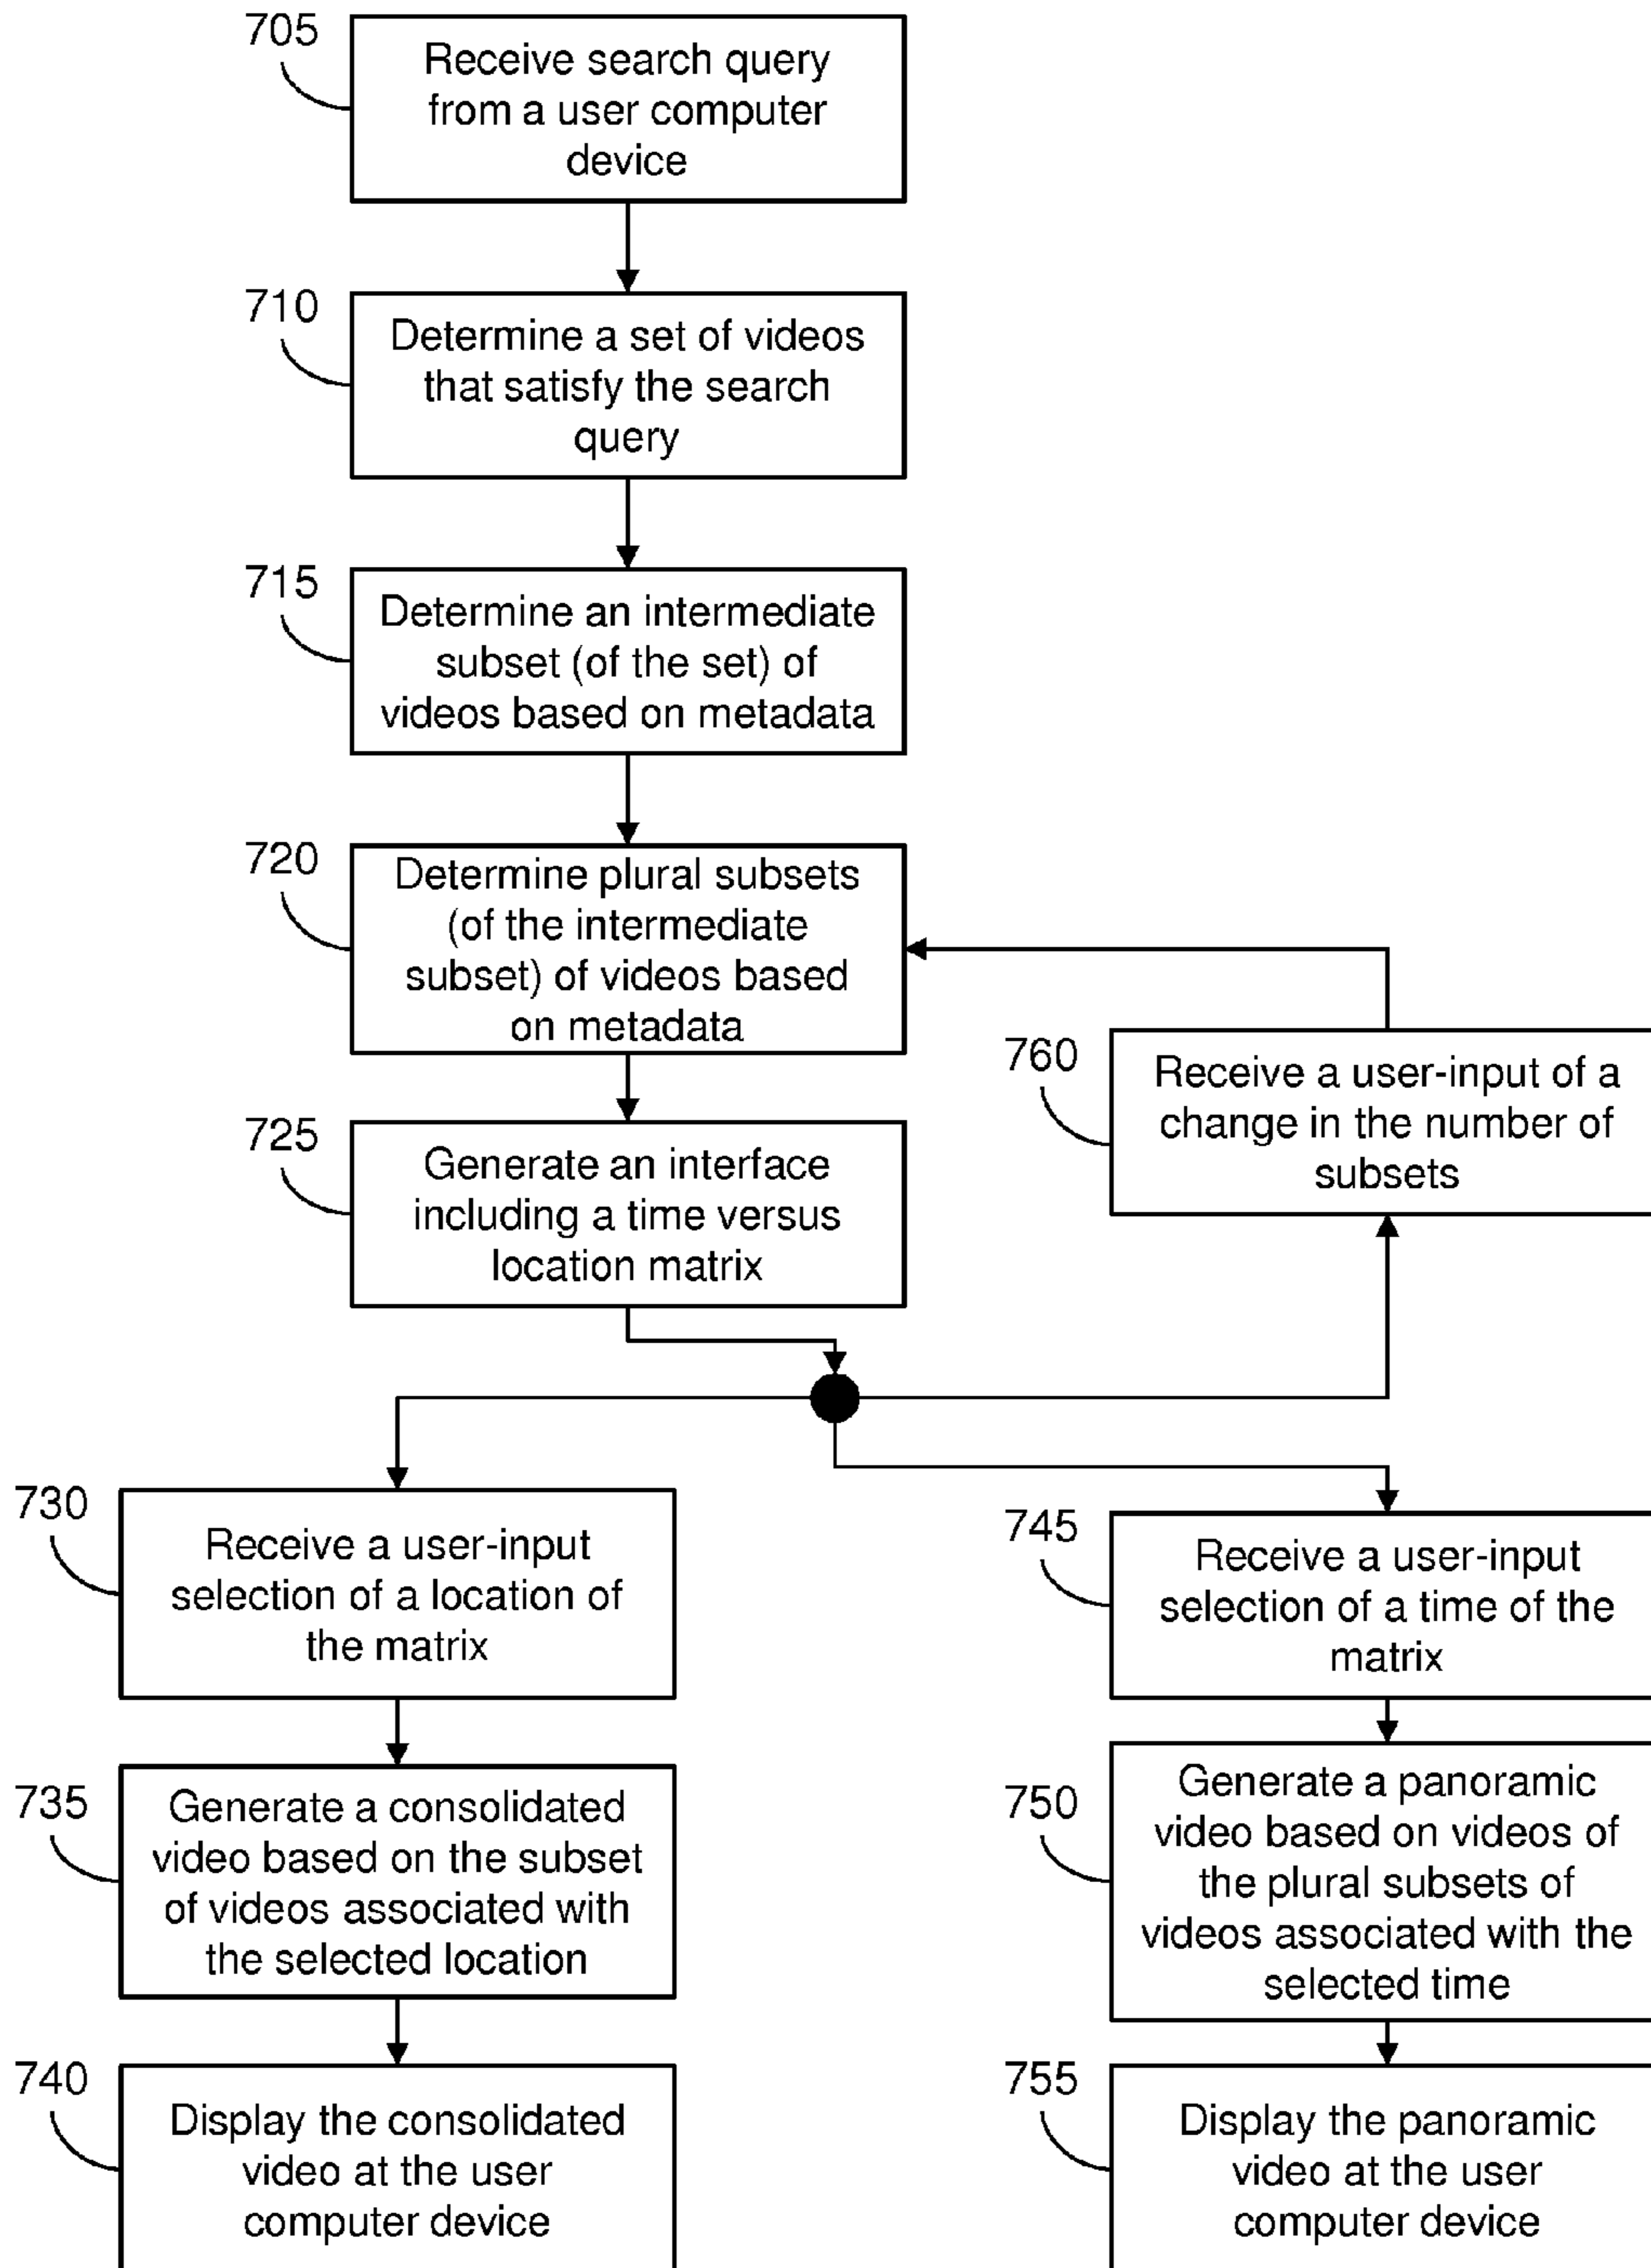 705
Receive search query
from a user computer
device
710
Determine a set of videos
that satisfy the search
query
715
Determine an intermediate
subset (of the set) of
videos based on metadata
720
Determine plural subsets
(of the intermediate
subset) of videos based
on metadata
760
Receive a user-input of a
change in the number of
subsets
725
Generate an interface
including a time versus
location matrix
730
Receive a user-input
selection of a location of
the matrix
745
Receive a user-input
selection of a time of the
matrix
735
Generate a consolidated
video based on the subset
of videos associated with
the selected location
750
Generate a panoramic
video based on videos of
the plural subsets of
videos associated with the
selected time
740
Display the consolidated
video at the user
computer device
755
Display the panoramic
video at the user
computer device